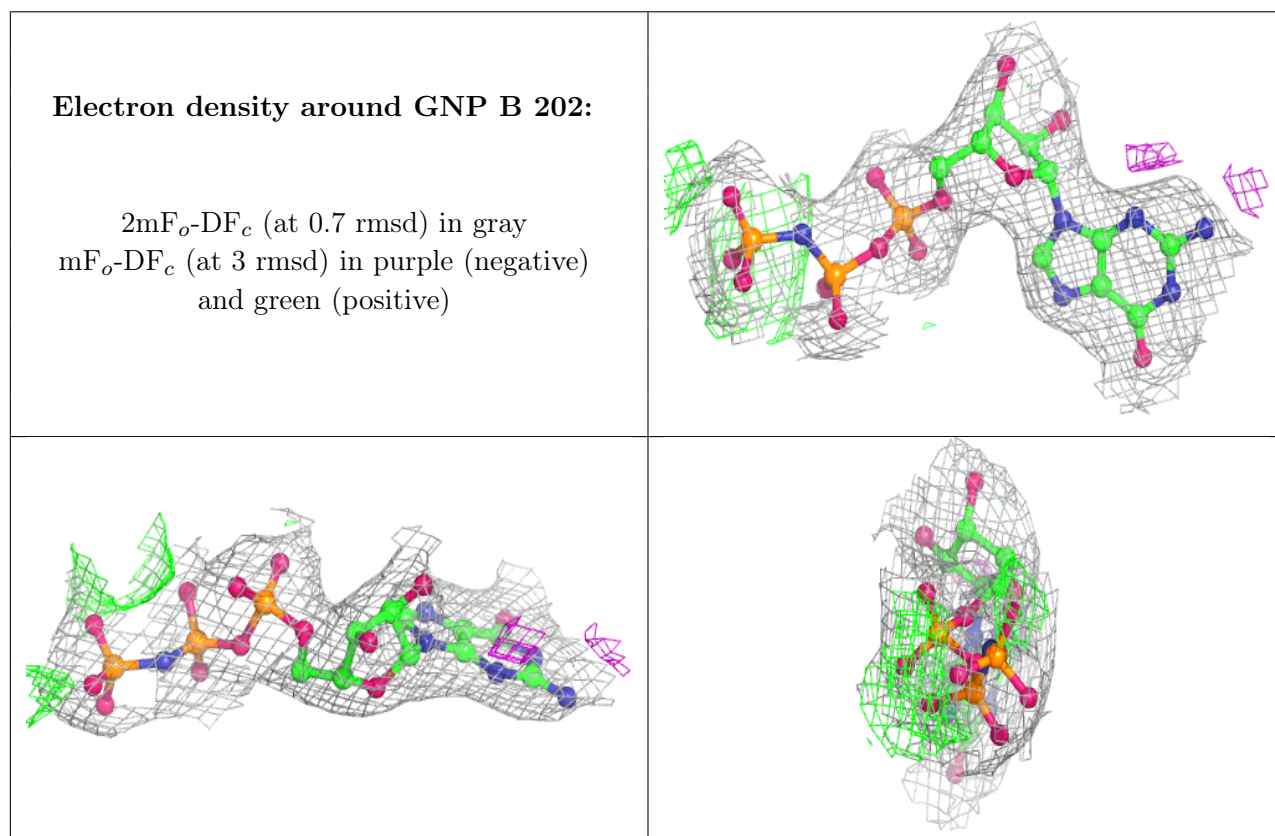 Electron density around GNP B 202:
2mFo-DFc (at 0.7 rmsd) in gray
mFo-DFc (at 3 rmsd) in purple (negative)
and green (positive)